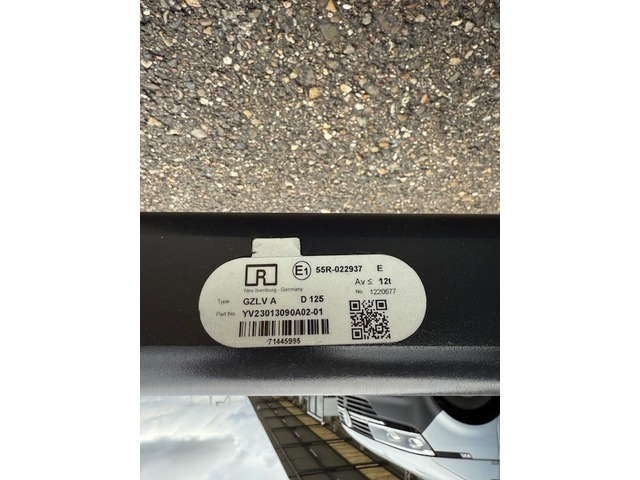 R
E1 55R-022937 E
Neu-Isenburg - Germany
Av ≤ 12t
Type GZLV A D 125
No. 1220677
Part No. YV23013090A02-01
71445995